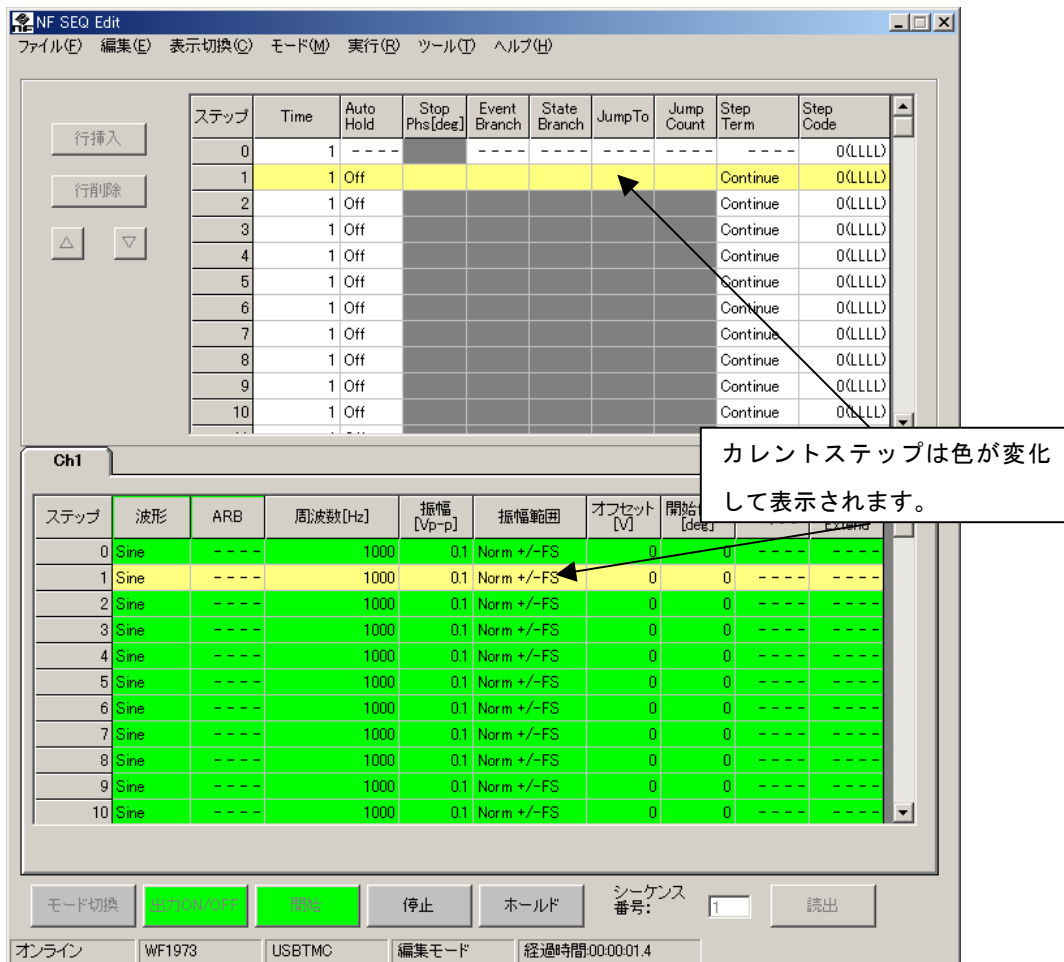 NF SEQ Edit
ファイル(F) 編集(E) 表示切換(C) モード(M) 実行(R) ツール(T) ヘルプ(H)
行挿入
行削除
△ ▽
ステップ Time Auto Hold Stop Phs[deg] Event Branch State Branch JumpTo Jump Count Step Term Step Code
0 1 ---- ---- ---- ---- ---- ---- 0(LLLL)
1 1 Off Continue 0(LLLL)
2 1 Off Continue 0(LLLL)
3 1 Off Continue 0(LLLL)
4 1 Off Continue 0(LLLL)
5 1 Off Continue 0(LLLL)
6 1 Off Continue 0(LLLL)
7 1 Off Continue 0(LLLL)
8 1 Off Continue 0(LLLL)
9 1 Off Continue 0(LLLL)
10 1 Off Continue 0(LLLL)
カレントステップは色が変化
して表示されます。
Ch1
ステップ 波形 ARB 周波数[Hz] 振幅[Vp-p] 振幅範囲 オフセット[V] 開始 [deg] Extend
0 Sine ---- 1000 0.1 Norm +/-FS 0 0 ---- ----
1 Sine ---- 1000 0.1 Norm +/-FS 0 0 ---- ----
2 Sine ---- 1000 0.1 Norm +/-FS 0 0 ---- ----
3 Sine ---- 1000 0.1 Norm +/-FS 0 0 ---- ----
4 Sine ---- 1000 0.1 Norm +/-FS 0 0 ---- ----
5 Sine ---- 1000 0.1 Norm +/-FS 0 0 ---- ----
6 Sine ---- 1000 0.1 Norm +/-FS 0 0 ---- ----
7 Sine ---- 1000 0.1 Norm +/-FS 0 0 ---- ----
8 Sine ---- 1000 0.1 Norm +/-FS 0 0 ---- ----
9 Sine ---- 1000 0.1 Norm +/-FS 0 0 ---- ----
10 Sine ---- 1000 0.1 Norm +/-FS 0 0 ---- ----
モード切換 出力ON/OFF 開始 停止 ホールド シーケンス番号: 1 読出
オンライン WF1973 USBTMC 編集モード 経過時間:00:00:01.4